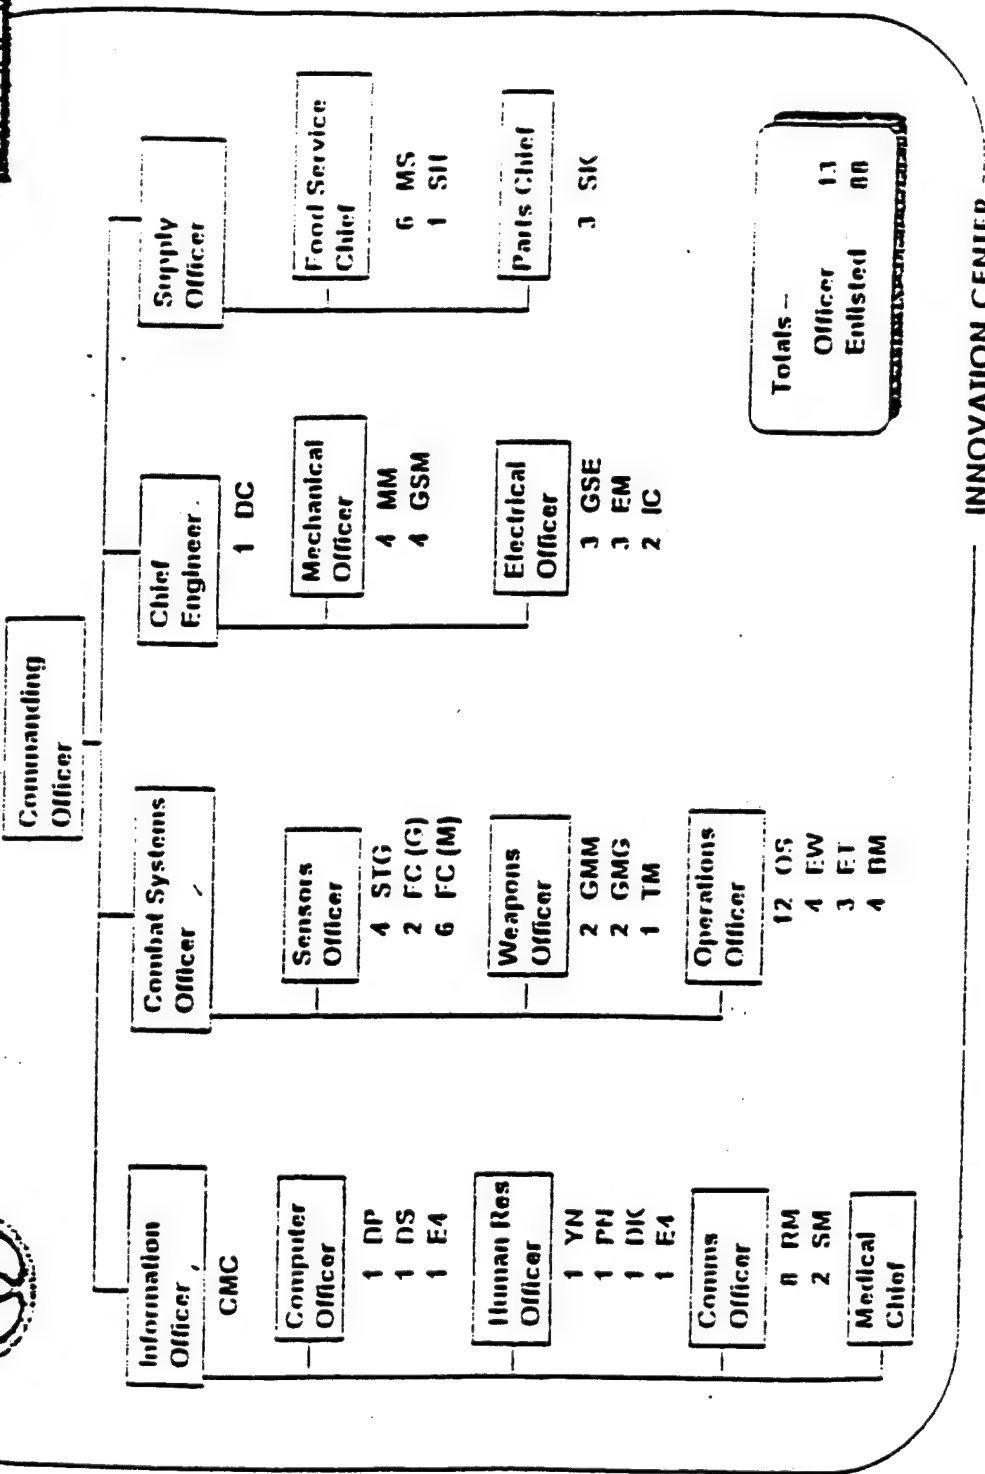 Commanding
Officer
Information
Officer
CMC
Computer
Officer
1 DP
1 DS
1 E4
Human Res
Officer
1 YN
1 PN
1 DK
1 E4
Comms
Officer
8 RM
2 SM
Medical
Chief
Combat Systems
Officer
Sensors
Officer
4 STG
2 FC (G)
6 FC (M)
Weapons
Officer
2 GMM
2 GMG
1 TM
Operations
Officer
12 OS
4 EW
3 ET
4 BM
Chief
Engineer
1 DC
Mechanical
Officer
4 MM
4 GSM
Electrical
Officer
3 GSE
3 EM
2 IC
Supply
Officer
Food Service
Chief
6 MS
1 SH
Parts Chief
3 SK
Totals –
Officer 13
Enlisted 88
INNOVATION CENTER